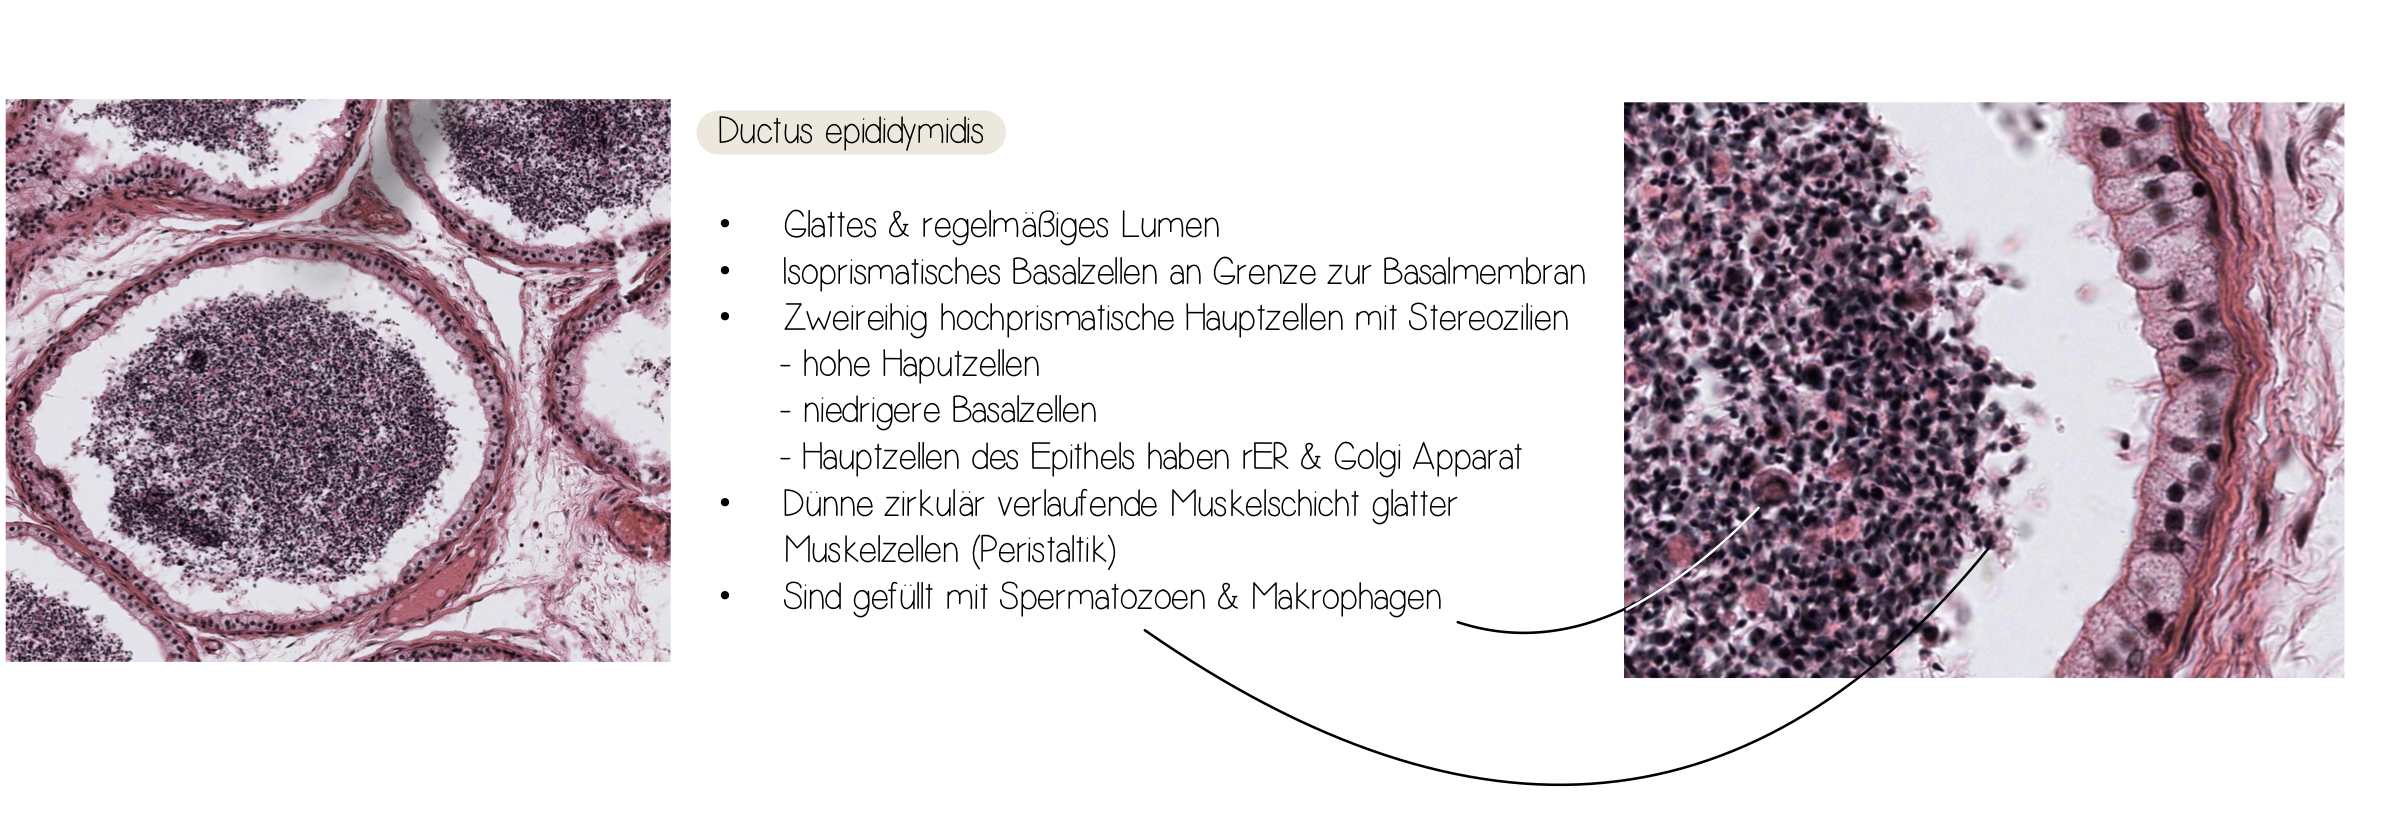 Ductus epididymidis
• Glattes & regelmäßiges Lumen
• Isoprismatisches Basalzellen an Grenze zur Basalmembran
• Zweireihig hochprismatische Hauptzellen mit Stereozilien
- hohe Haputzellen
- niedrigere Basalzellen
- Hauptzellen des Epithels haben rER & Golgi Apparat
• Dünne zirkulär verlaufende Muskelschicht glatter
Muskelzellen (Peristaltik)
• Sind gefüllt mit Spermatozoen & Makrophagen